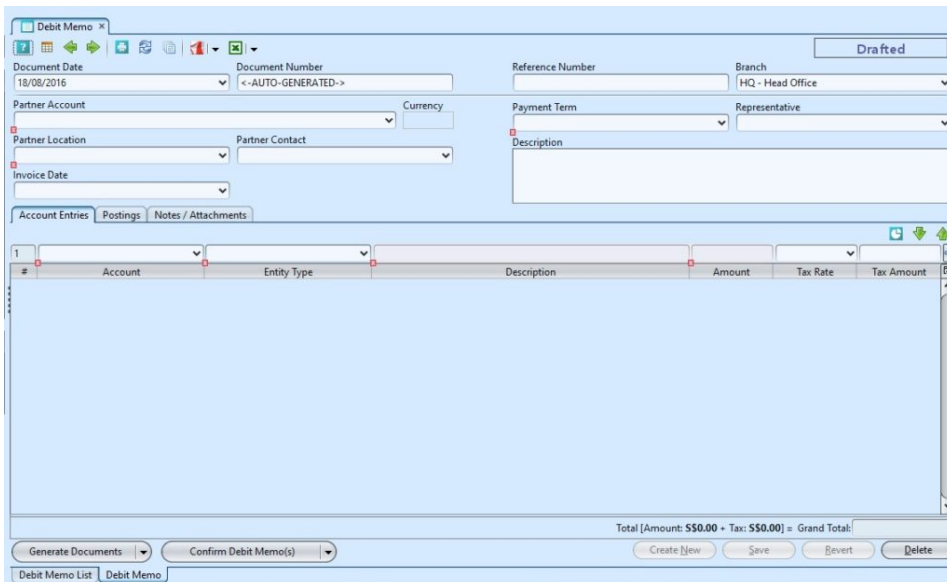 Debit Memo
Drafted
Document Date Document Number Reference Number Branch
18/08/2016 <-AUTO-GENERATED-> HQ - Head Office
Partner Account Currency Payment Term Representative
Partner Location Partner Contact Description
Invoice Date
Account Entries Postings Notes / Attachments
1
# Account Entity Type Description Amount Tax Rate Tax Amount
Total [Amount: S$0.00 + Tax: S$0.00] = Grand Total:
Generate Documents Confirm Debit Memo(s) Create New Save Revert Delete
Debit Memo List Debit Memo